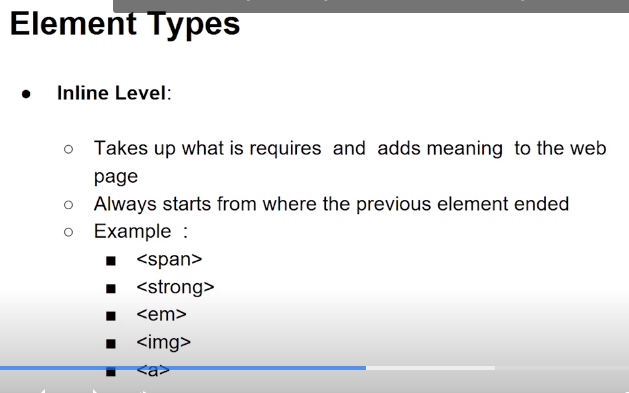 Element Types
● Inline Level:
○ Takes up what is requires and adds meaning to the web
page
○ Always starts from where the previous element ended
○ Example :
■ <span>
■ <strong>
■ <em>
■ <img>
■ <a>